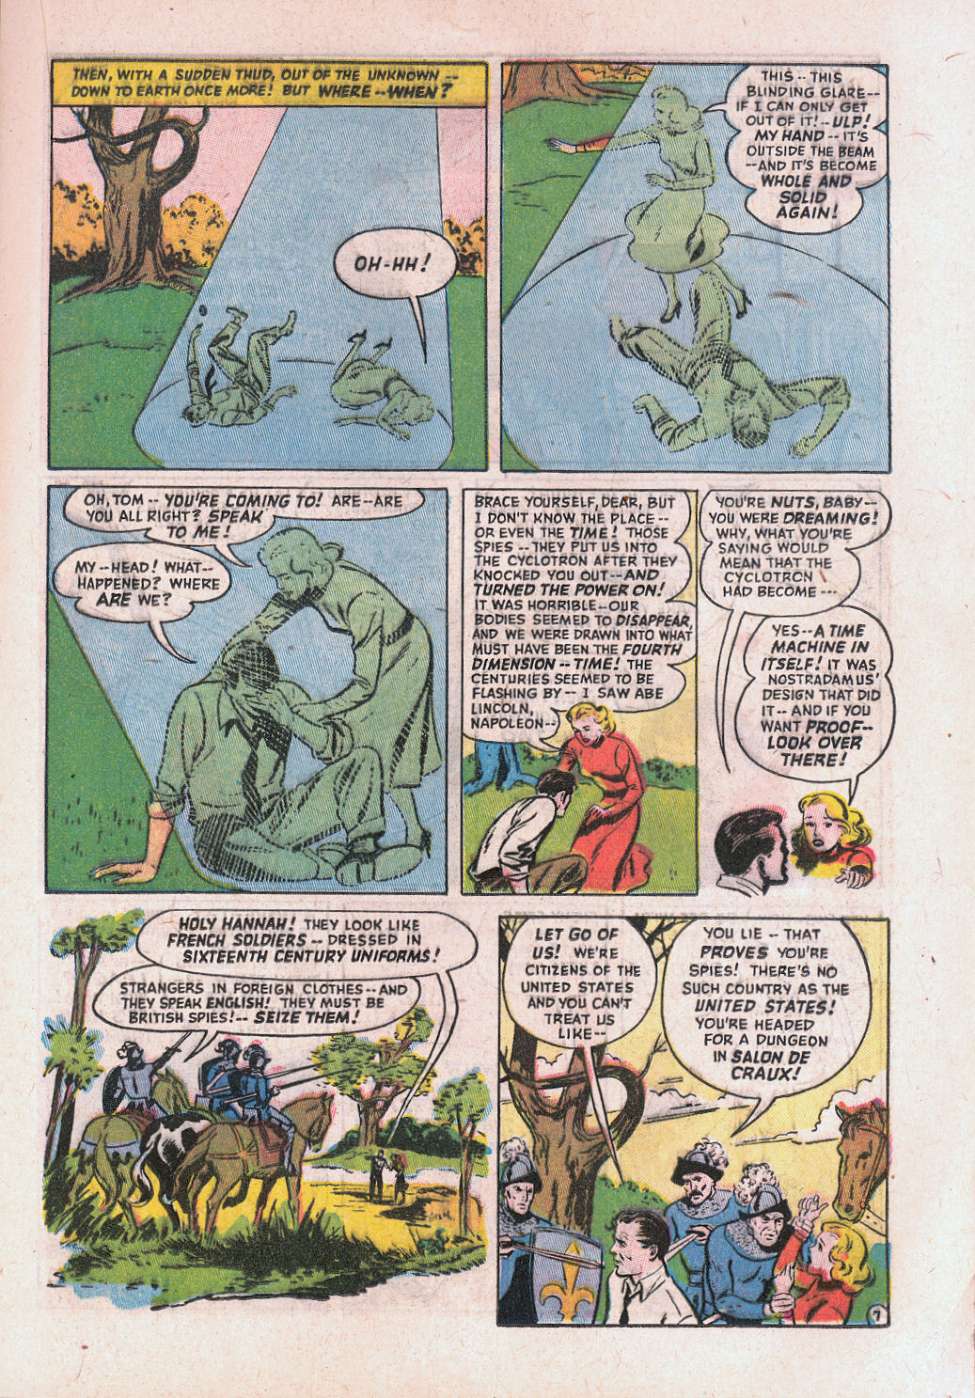 THEN, WITH A SUDDEN THUD, OUT OF THE UNKNOWN --
DOWN TO EARTH ONCE MORE! BUT WHERE -- WHEN?
OH-HH!
THIS -- THIS
BLINDING GLARE--
IF I CAN ONLY GET
OUT OF IT! -- ULP!
MY HAND -- IT'S
OUTSIDE THE BEAM
--AND IT'S BECOME
WHOLE AND
SOLID
AGAIN!
OH, TOM -- YOU'RE COMING TO! ARE--ARE
YOU ALL RIGHT? SPEAK
TO ME!
MY -- HEAD! WHAT--
HAPPENED? WHERE
ARE WE?
BRACE YOURSELF, DEAR, BUT
I DON'T KNOW THE PLACE --
OR EVEN THE TIME! THOSE
SPIES -- THEY PUT US INTO
THE CYCLOTRON AFTER THEY
KNOCKED YOU OUT -- AND
TURNED THE POWER ON!
IT WAS HORRIBLE -- OUR
BODIES SEEMED TO DISAPPEAR,
AND WE WERE DRAWN INTO WHAT
MUST HAVE BEEN THE FOURTH
DIMENSION -- TIME! THE
CENTURIES SEEMED TO BE
FLASHING BY -- I SAW ABE
LINCOLN,
NAPOLEON --
YOU'RE NUTS, BABY --
YOU WERE DREAMING!
WHY, WHAT YOU'RE
SAYING WOULD
MEAN THAT THE
CYCLOTRON
HAD BECOME ---
YES -- A TIME
MACHINE IN
ITSELF! IT WAS
NOSTRADAMUS'
DESIGN THAT DID
IT -- AND IF YOU
WANT PROOF--
LOOK OVER
THERE!
HOLY HANNAH! THEY LOOK LIKE
FRENCH SOLDIERS -- DRESSED IN
SIXTEENTH CENTURY UNIFORMS!
STRANGERS IN FOREIGN CLOTHES -- AND
THEY SPEAK ENGLISH! THEY MUST BE
BRITISH SPIES! -- SEIZE THEM!
LET GO OF
US! WE'RE
CITIZENS OF THE
UNITED STATES
AND YOU CAN'T
TREAT US
LIKE --
YOU LIE -- THAT
PROVES YOU'RE
SPIES! THERE'S NO
SUCH COUNTRY AS THE
UNITED STATES!
YOU'RE HEADED
FOR A DUNGEON
IN SALON DE
CRAUX!
7